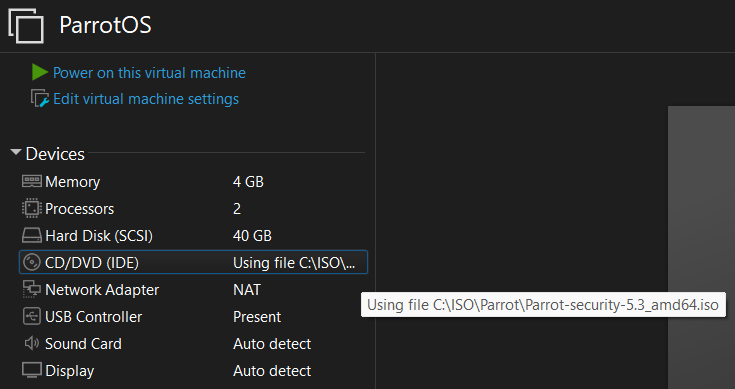 ParrotOS
Power on this virtual machine
Edit virtual machine settings
Devices
Memory 4 GB
Processors 2
Hard Disk (SCSI) 40 GB
CD/DVD (IDE) Using file C:\ISO\...
Network Adapter NAT
Using file C:\ISO\Parrot\Parrot-security-5.3_amd64.iso
USB Controller Present
Sound Card Auto detect
Display Auto detect